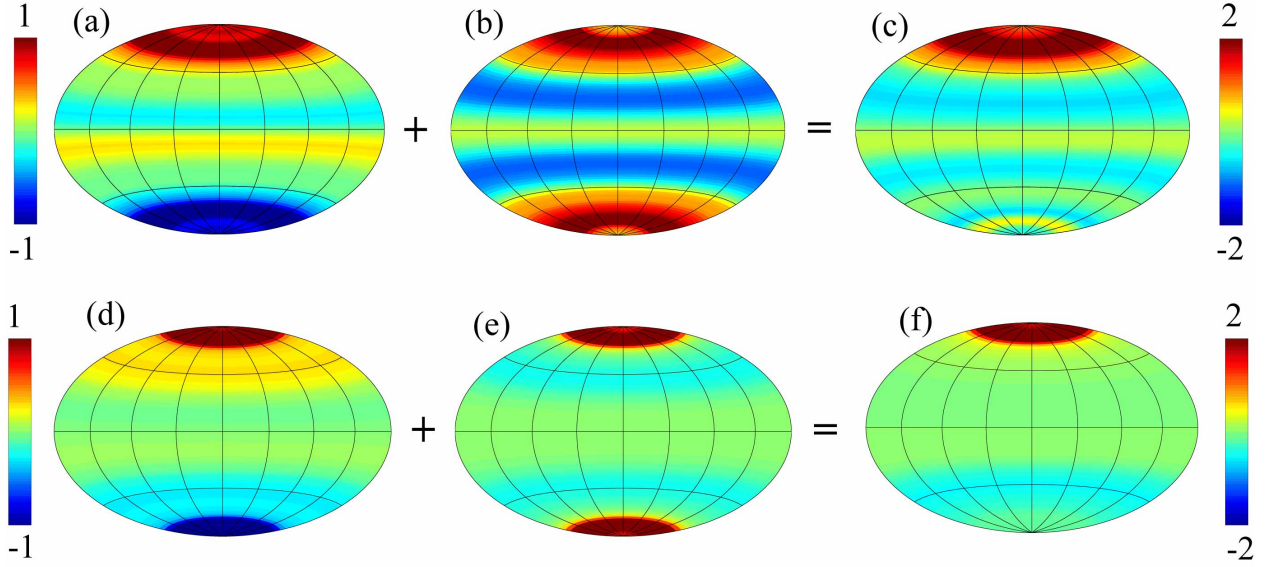 1 (a) (b) (c) 2
+ =
-1 -2
1 (d) (e) (f) 2
+ =
-1 -2